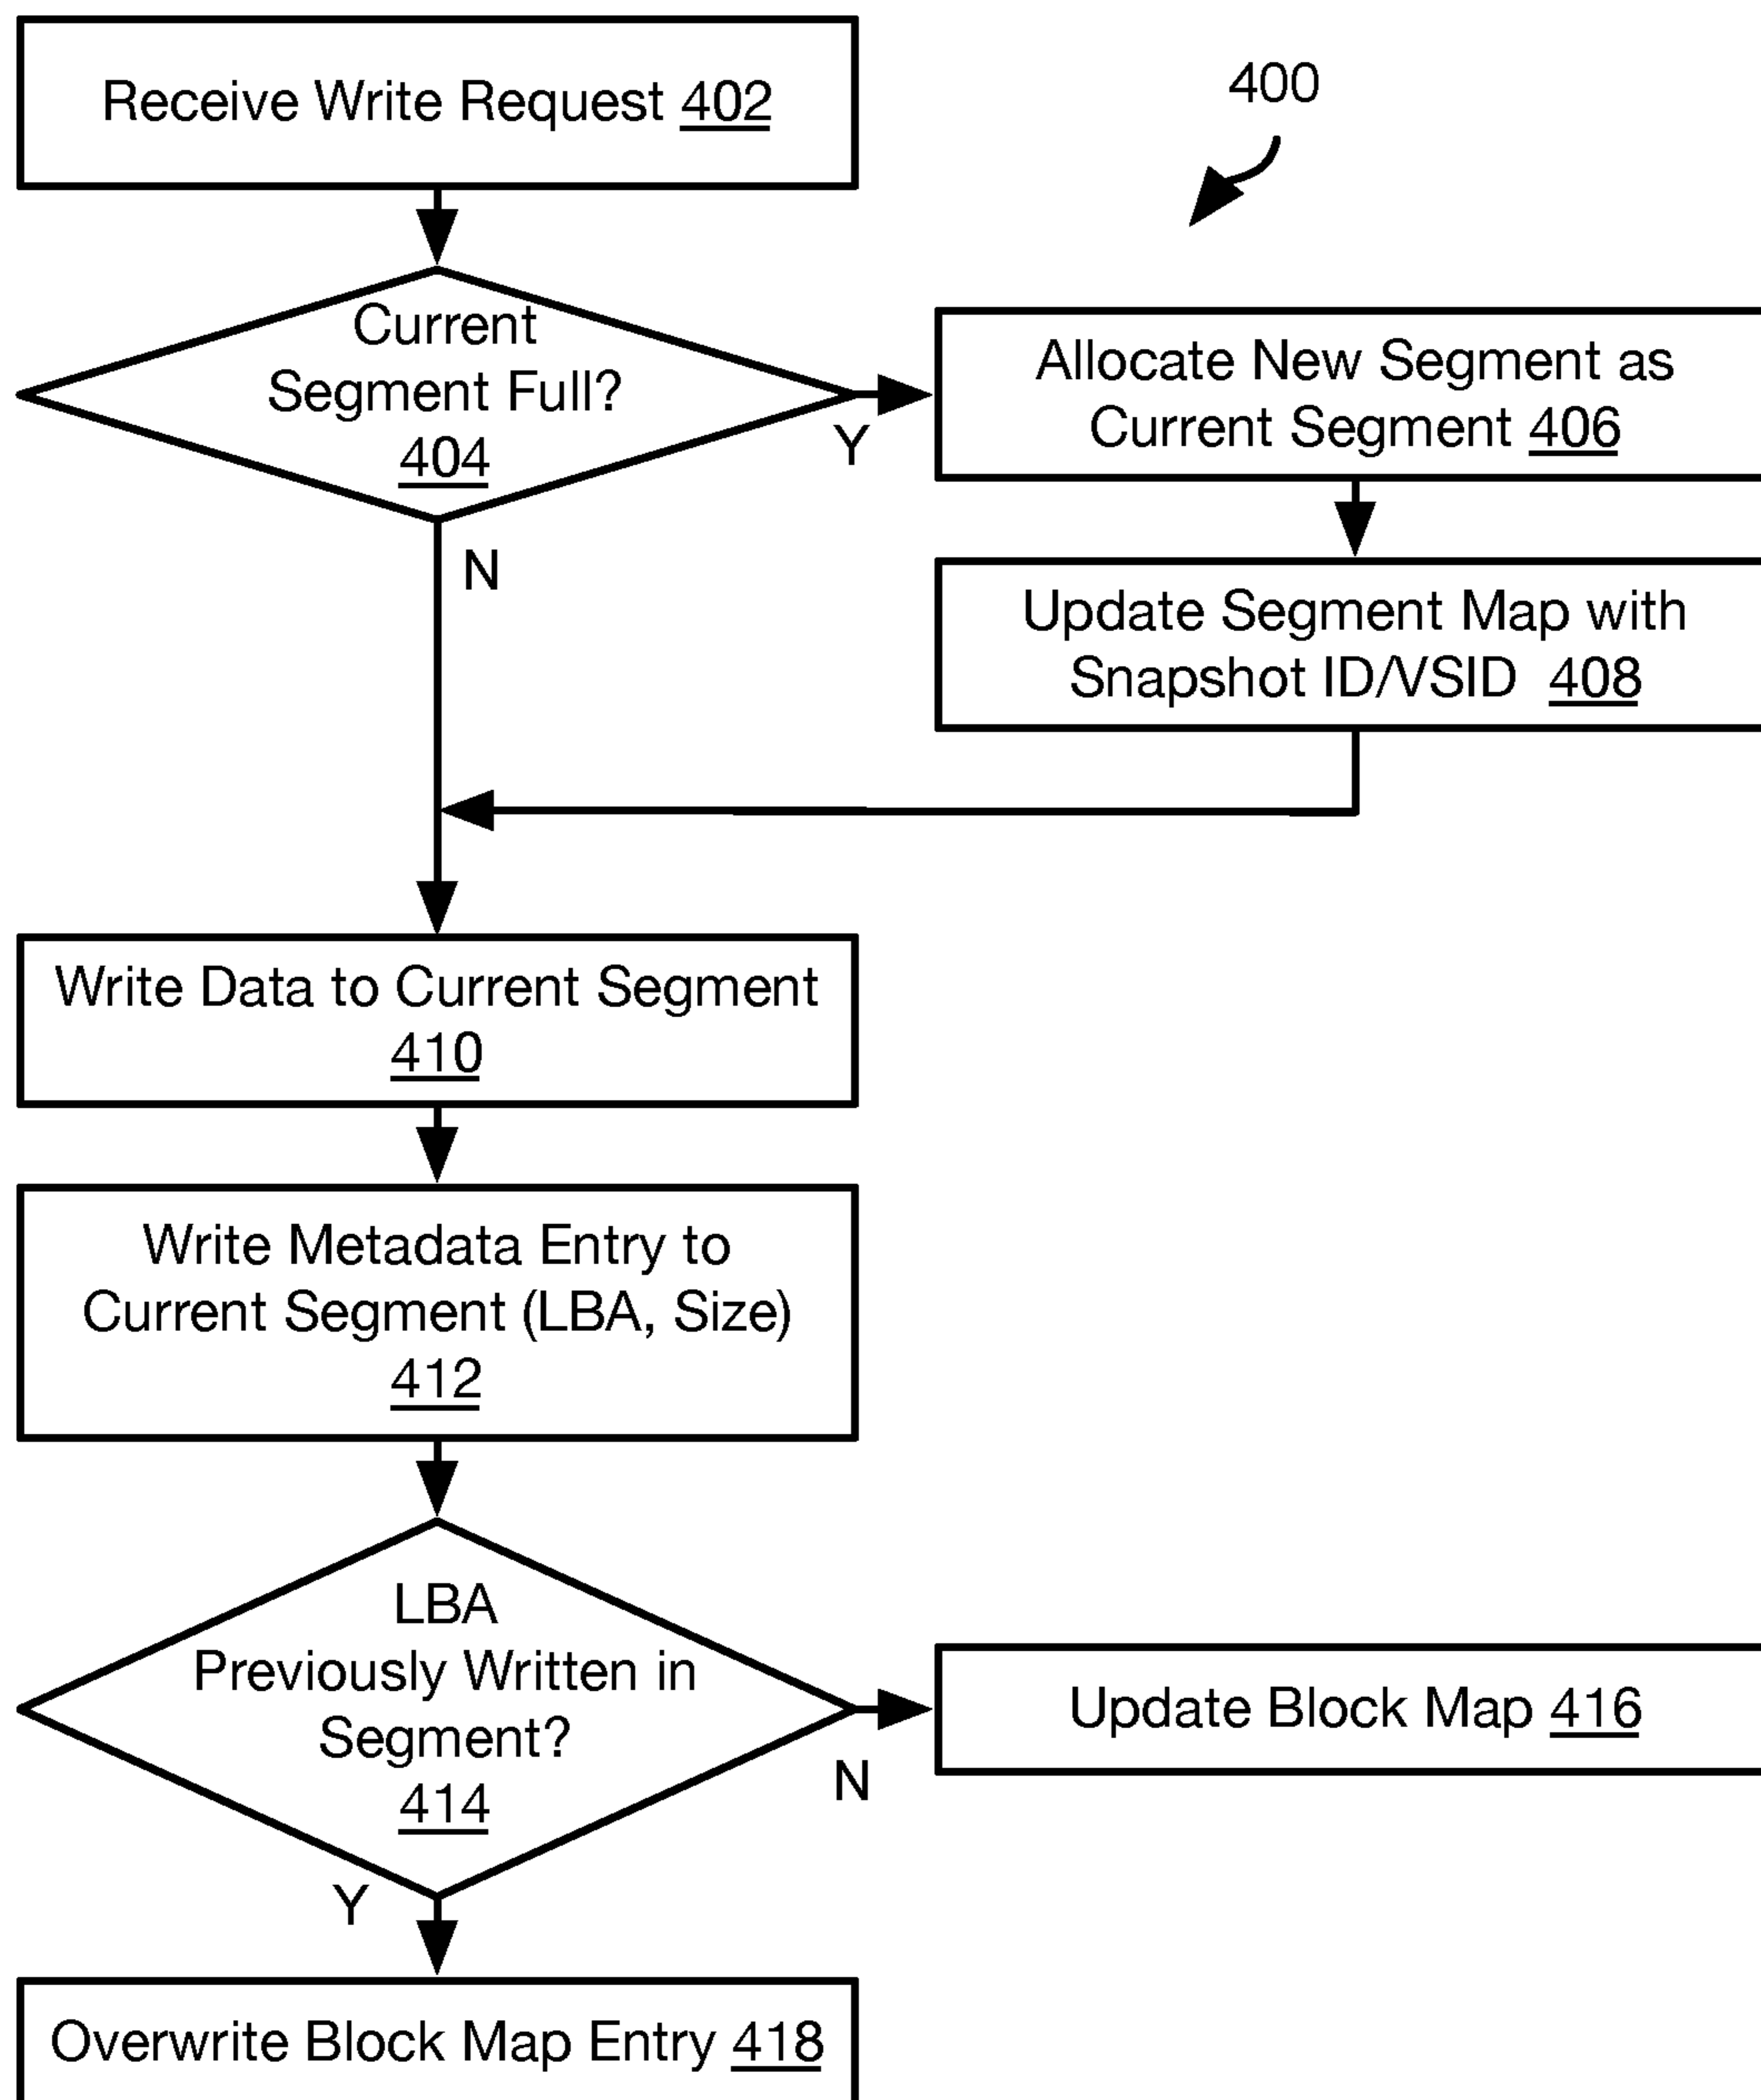 Receive Write Request 402
400
Current
Segment Full?
404
Y
N
Allocate New Segment as
Current Segment 406
Update Segment Map with
Snapshot ID/VSID 408
Write Data to Current Segment
410
Write Metadata Entry to
Current Segment (LBA, Size)
412
LBA
Previously Written in
Segment?
414
N
Y
Update Block Map 416
Overwrite Block Map Entry 418